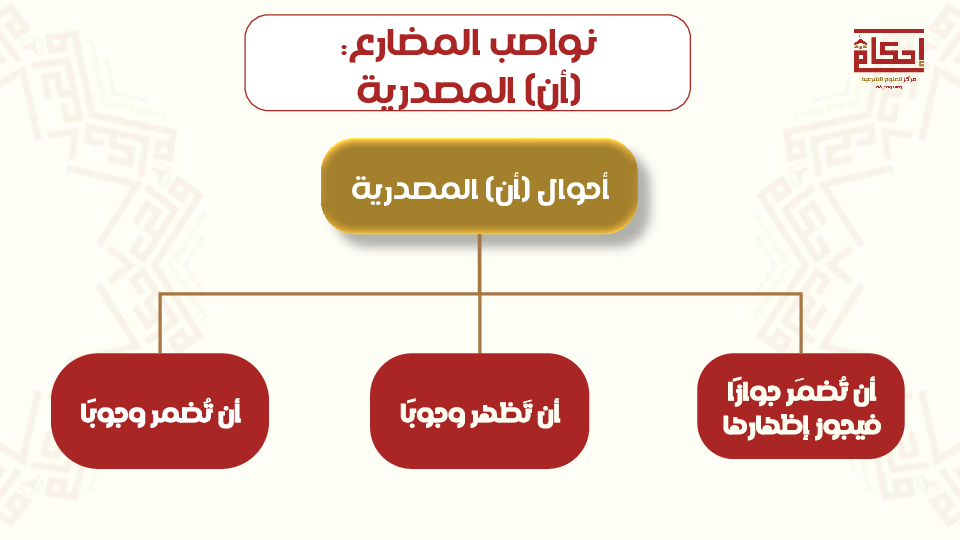 نواصب المضارع:
(أن) المصدرية
إحكام
مركز للعلوم الشرعية
أحوال (أن) المصدرية
أن تُضمَر جوازًا
فيجوز إظهارها
أن تَظهر وجوبًا
أن تُضمر وجوبًا